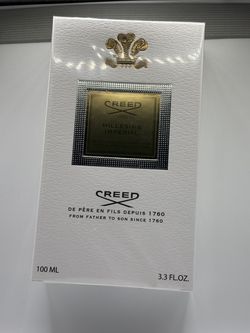 CREED
MILLESIME
IMPERIAL
CREED
DE PÈRE EN FILS DEPUIS 1760
FROM FATHER TO SON SINCE 1760
100 ML
3.3 FL.OZ.